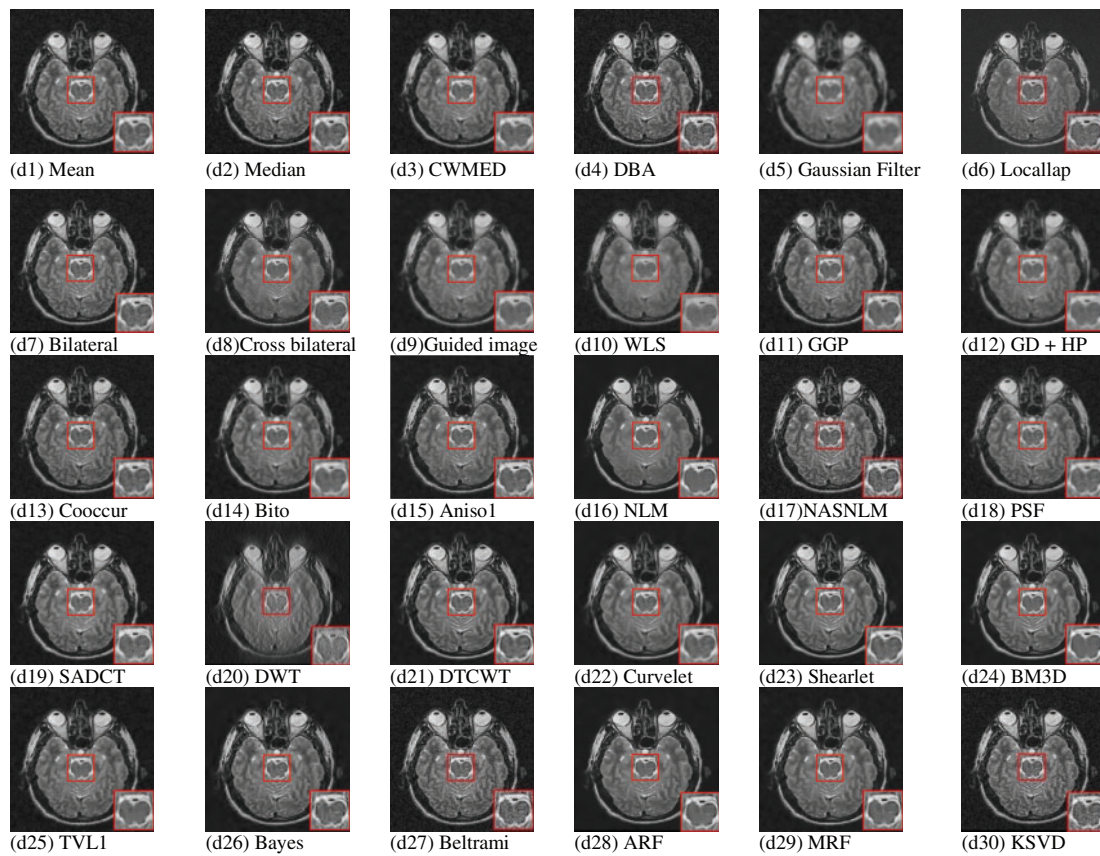 (d1) Mean (d2) Median (d3) CWMED (d4) DBA (d5) Gaussian Filter (d6) Locallap
(d7) Bilateral (d8)Cross bilateral (d9)Guided image (d10) WLS (d11) GGP (d12) GD + HP
(d13) Cooccur (d14) Bito (d15) Aniso1 (d16) NLM (d17)NASNLM (d18) PSF
(d19) SADCT (d20) DWT (d21) DTCWT (d22) Curvelet (d23) Shearlet (d24) BM3D
(d25) TVL1 (d26) Bayes (d27) Beltrami (d28) ARF (d29) MRF (d30) KSVD